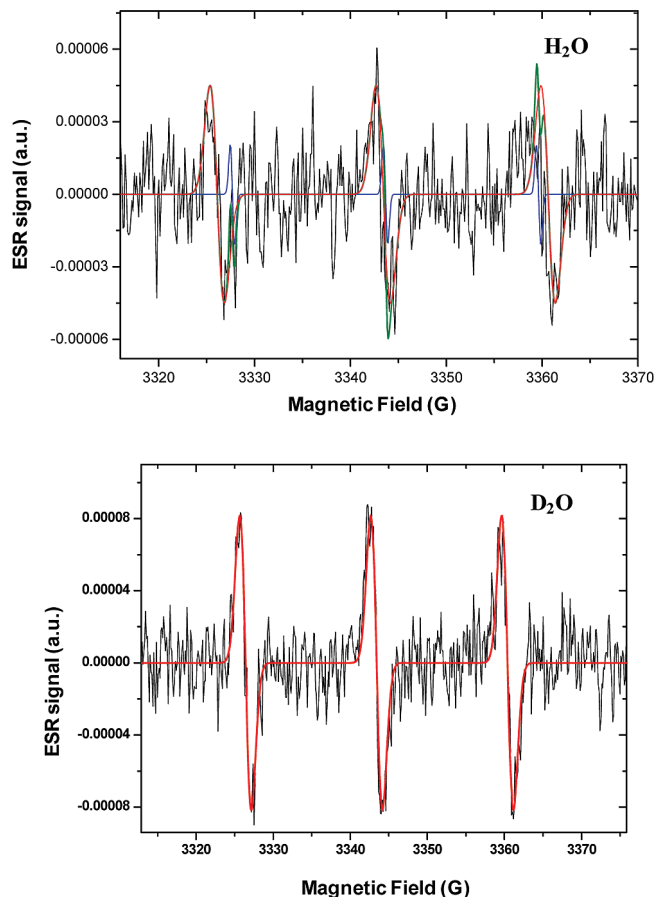 H₂O
ESR signal (a.u.)
0.00006
0.00003
0.00000
-0.00003
-0.00006
3320 3330 3340 3350 3360 3370
Magnetic Field (G)
D₂O
ESR signal (a.u.)
0.00008
0.00004
0.00000
-0.00004
-0.00008
3320 3330 3340 3350 3360 3370
Magnetic Field (G)